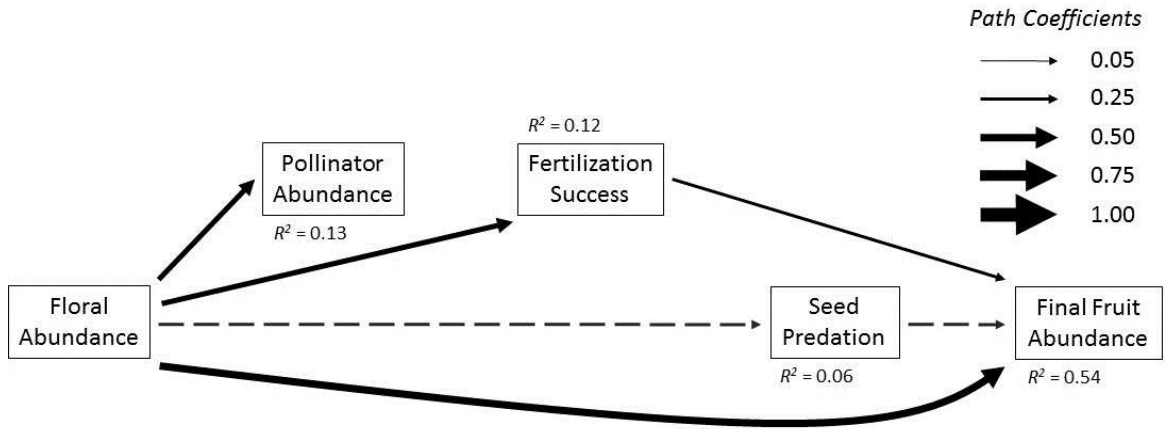 Path Coefficients
0.05
0.25
0.50
0.75
1.00
R² = 0.12
Pollinator
Abundance
Fertilization
Success
R² = 0.13
Floral
Abundance
Seed
Predation
Final Fruit
Abundance
R² = 0.06
R² = 0.54